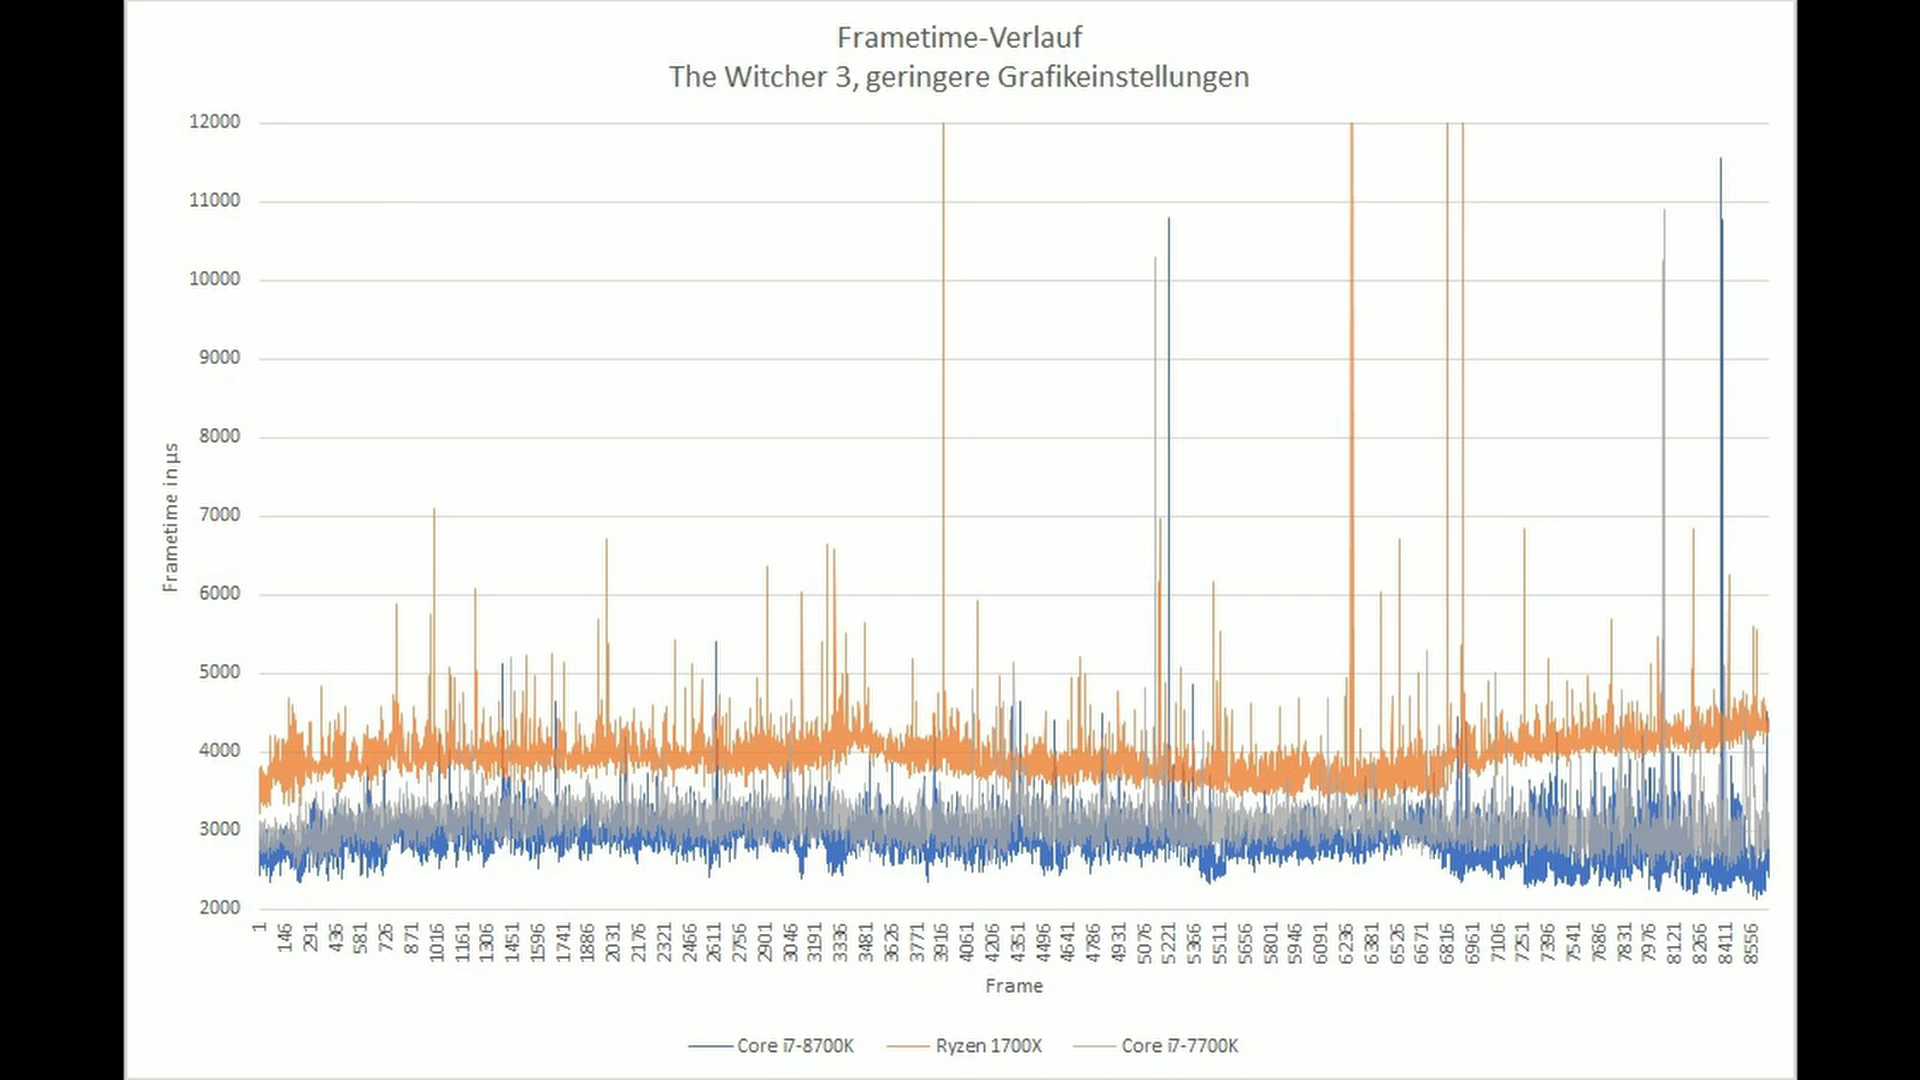 Frametime-Verlauf
The Witcher 3, geringere Grafikeinstellungen
12000
11000
10000
9000
8000
7000
6000
5000
4000
3000
2000
Frametime in µs
1 146 291 436 581 726 871 1016 1161 1306 1451 1596 1741 1886 2031 2176 2321 2466 2611 2756 2901 3046 3191 3336 3481 3626 3771 3916 4061 4206 4351 4496 4641 4786 4931 5076 5221 5366 5511 5656 5801 5946 6091 6236 6381 6526 6671 6816 6961 7106 7251 7396 7541 7686 7831 7976 8121 8266 8411 8556
Frame
Core i7-8700K Ryzen 1700X Core i7-7700K